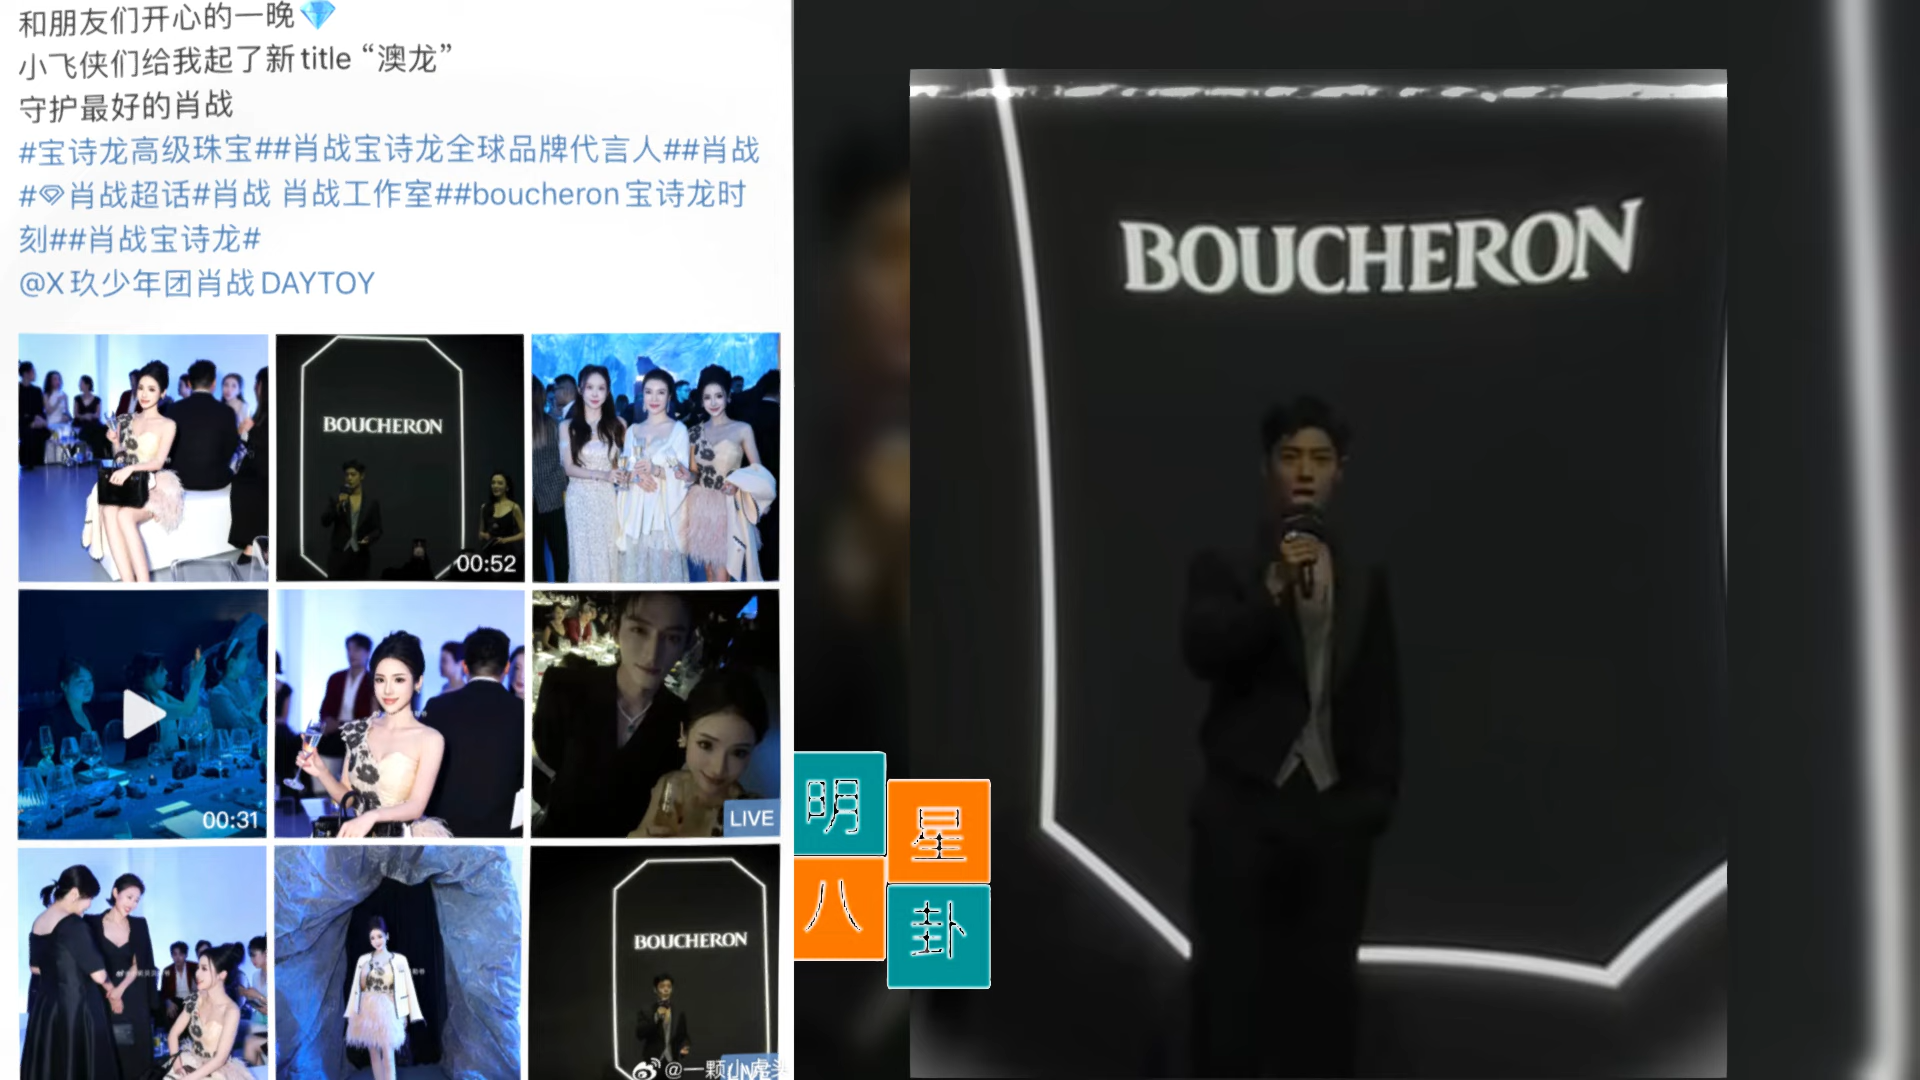 和朋友们开心的一晚💎
小飞侠们给我起了新title“澳龙”
守护最好的肖战
#宝诗龙高级珠宝##肖战宝诗龙全球品牌代言人##肖战
#肖战超话#肖战 肖战工作室##boucheron宝诗龙时
刻##肖战宝诗龙#
@X玖少年团肖战DAYTOY
BOUCHERON
00:52
00:31
LIVE
BOUCHERON
@一颗小虎头
LIVE
BOUCHERON
明星
八卦